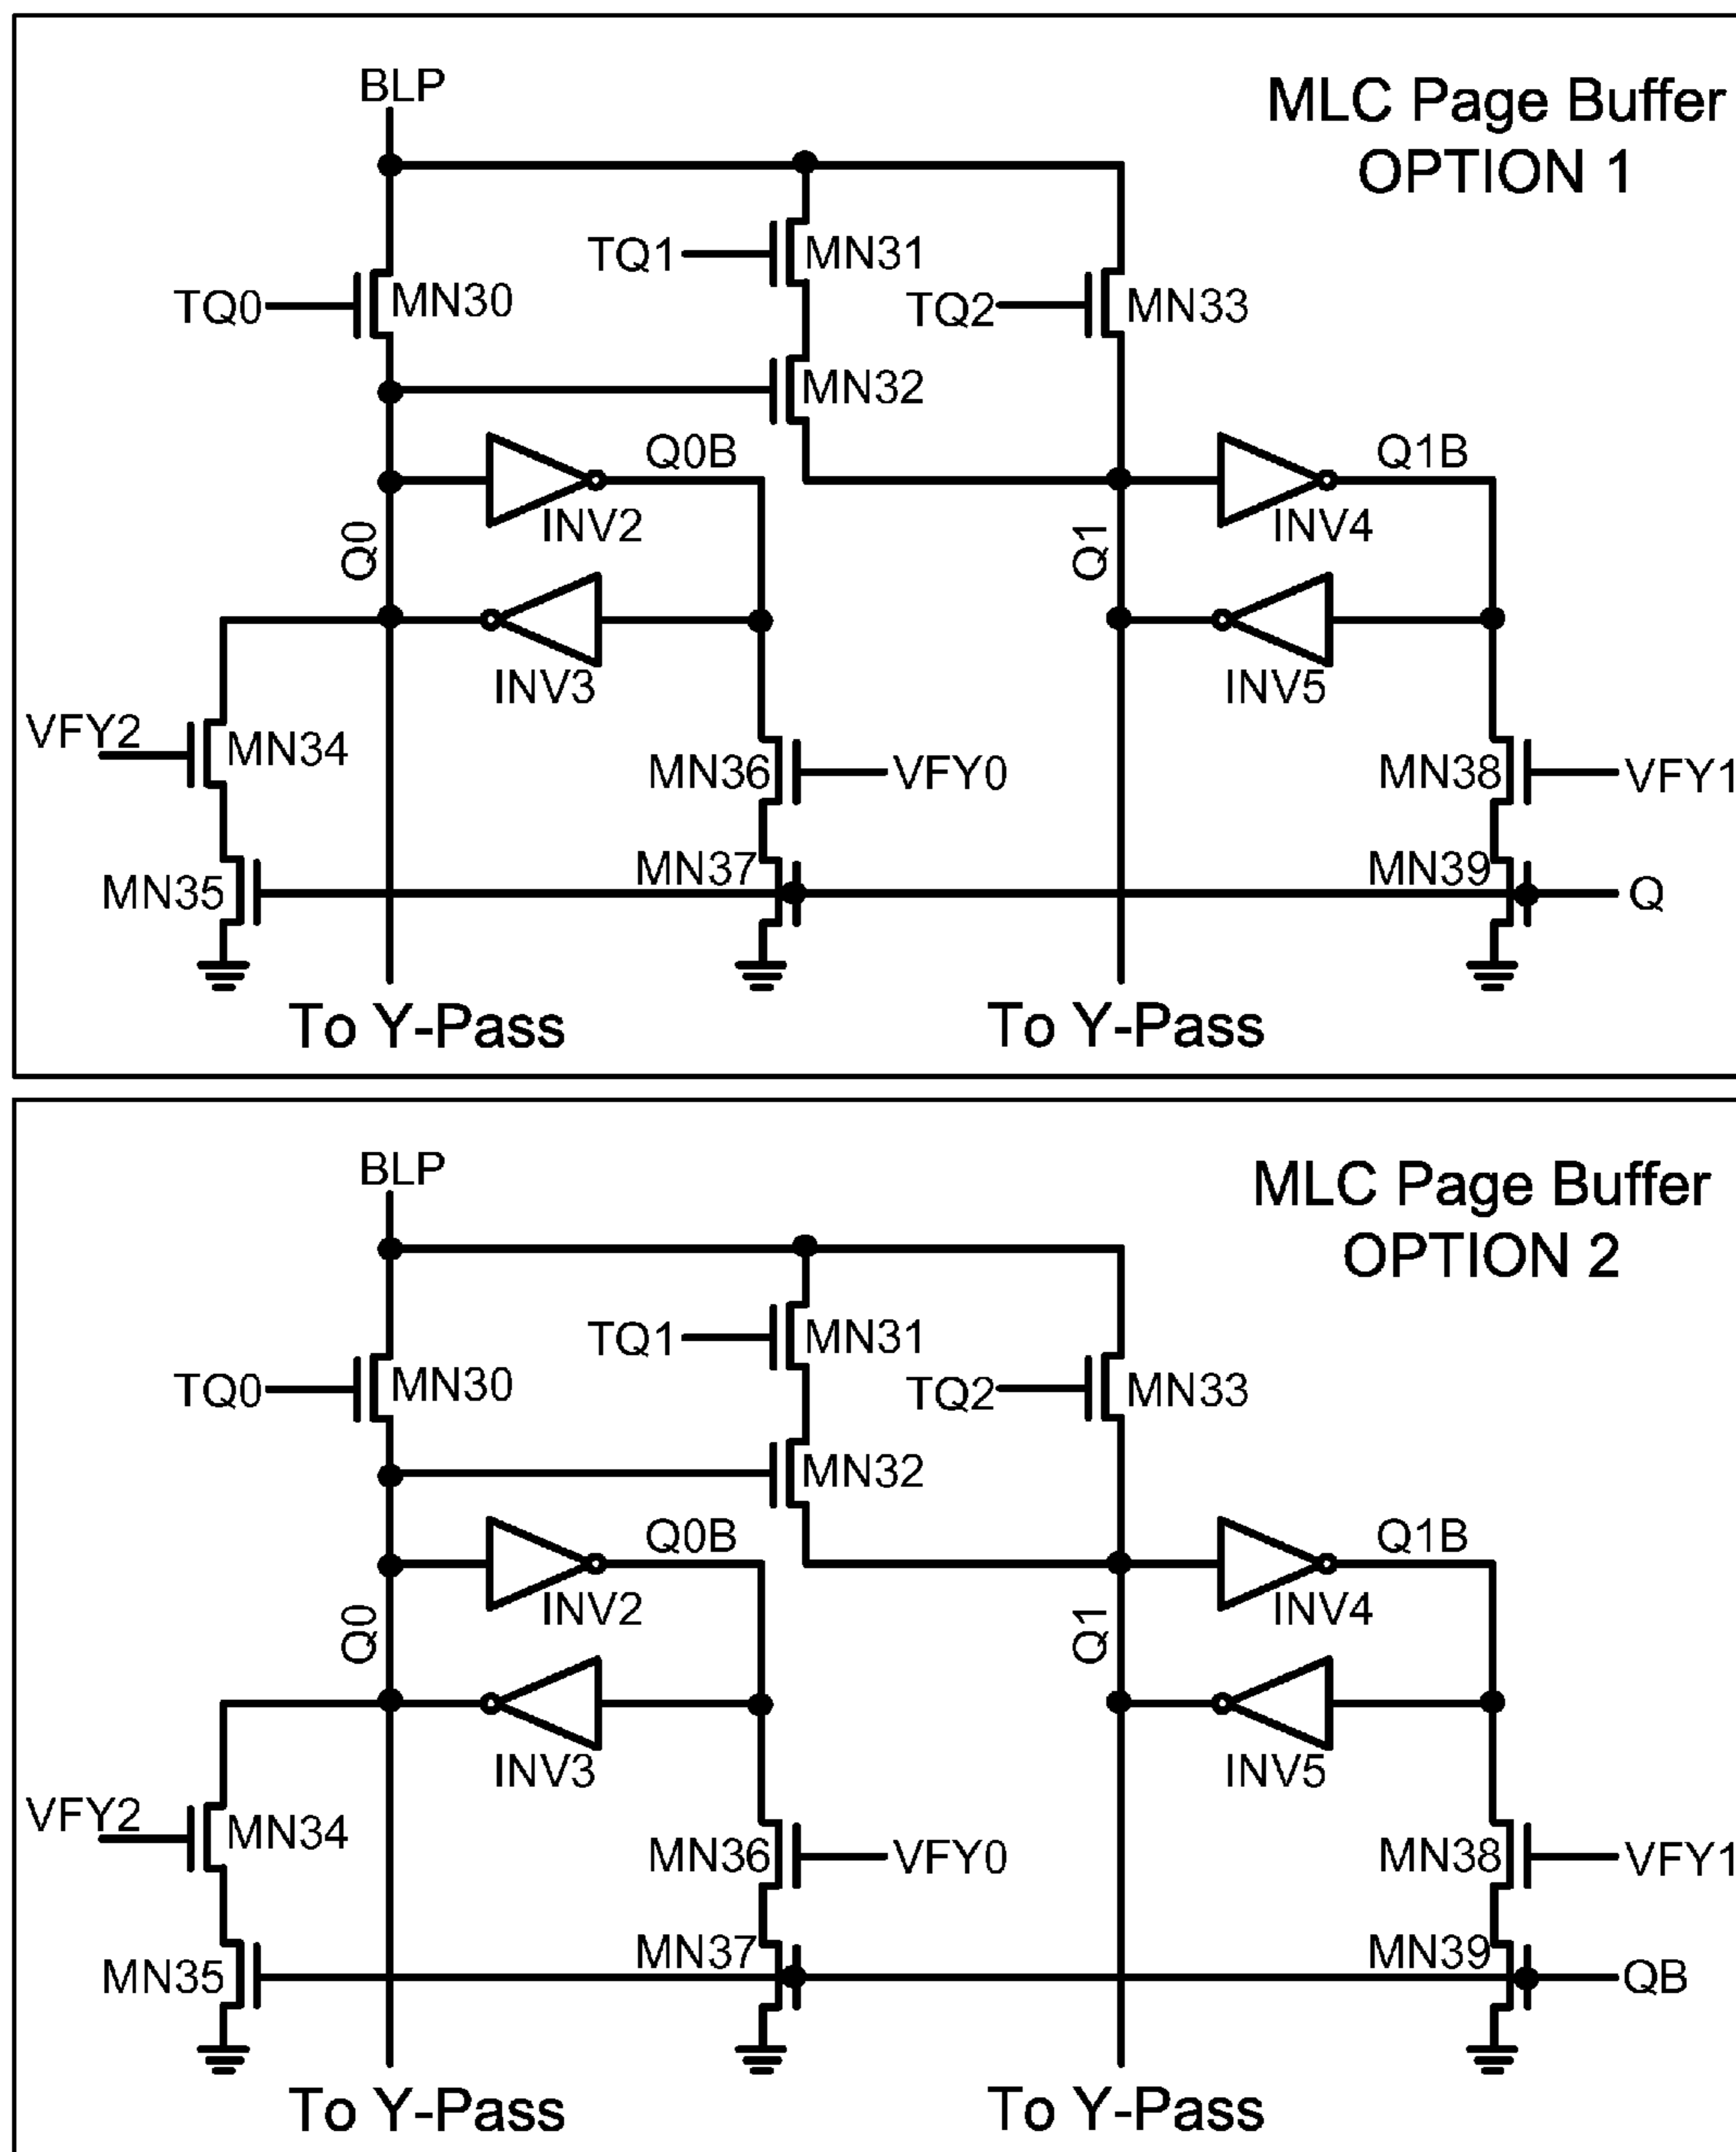 BLP
MLC Page Buffer
OPTION 1
TQ1
MN31
TQ0
MN30
TQ2
MN33
MN32
Q0B
Q1B
INV2
INV4
Q0
Q1
INV3
INV5
VFY2
MN34
MN36
VFY0
MN38
VFY1
MN35
MN37
MN39
Q
To Y-Pass
To Y-Pass
BLP
MLC Page Buffer
OPTION 2
TQ1
MN31
TQ0
MN30
TQ2
MN33
MN32
Q0B
Q1B
INV2
INV4
Q0
Q1
INV3
INV5
VFY2
MN34
MN36
VFY0
MN38
VFY1
MN35
MN37
MN39
QB
To Y-Pass
To Y-Pass